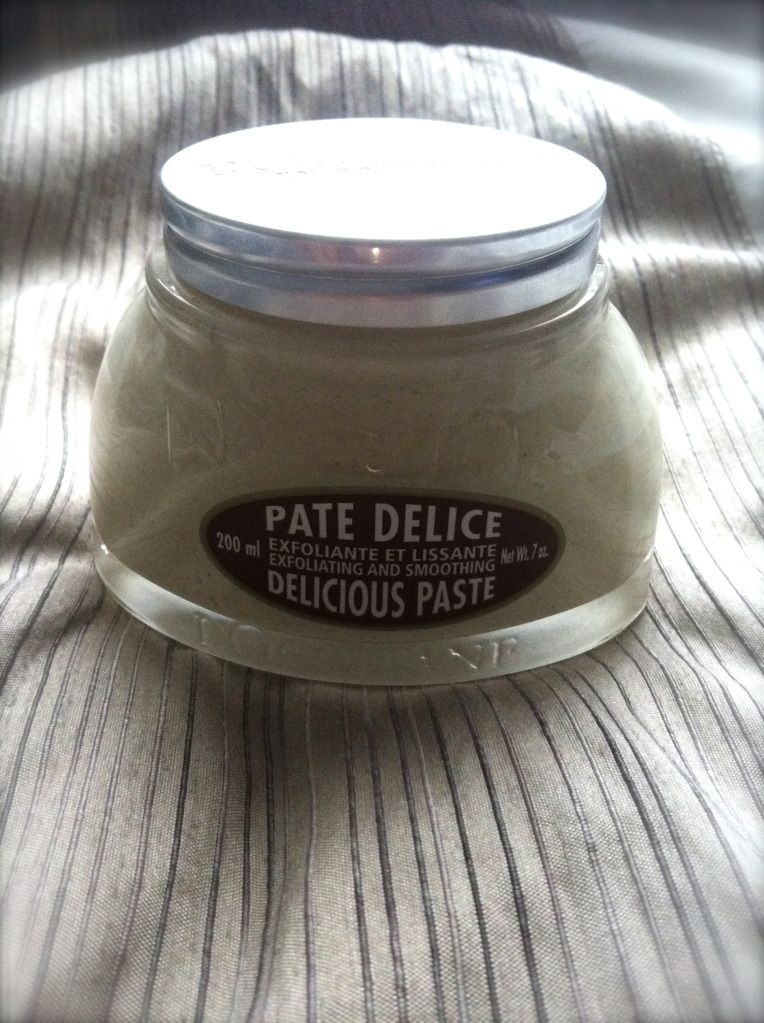 PATE DELICE
200 ml
EXFOLIANTE ET LISSANTE
EXFOLIATING AND SMOOTHING
Net Wt. 7 oz.
DELICIOUS PASTE